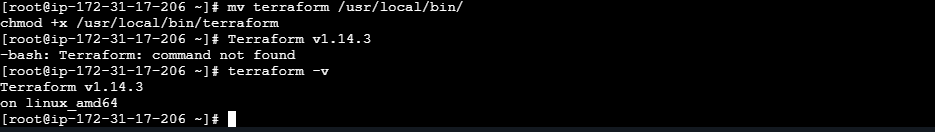 [root@ip-172-31-17-206 ~]# mv terraform /usr/local/bin/
chmod +x /usr/local/bin/terraform
[root@ip-172-31-17-206 ~]# Terraform v1.14.3
-bash: Terraform: command not found
[root@ip-172-31-17-206 ~]# terraform -v
Terraform v1.14.3
on linux_amd64
[root@ip-172-31-17-206 ~]#